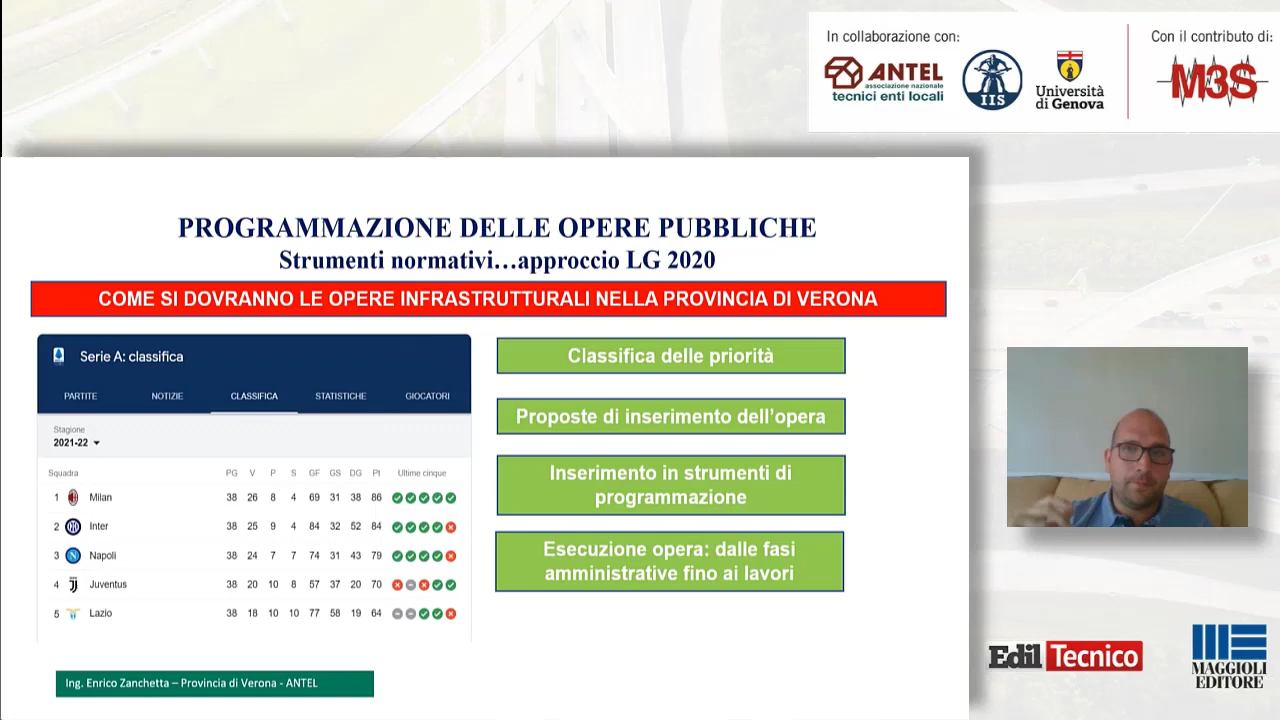 In collaborazione con:
Con il contributo di:
ANTEL
associazione nazionale
tecnici enti locali
IIS
Università
di Genova
M3S
PROGRAMMAZIONE DELLE OPERE PUBBLICHE
Strumenti normativi…approccio LG 2020
COME SI DOVRANNO LE OPERE INFRASTRUTTURALI NELLA PROVINCIA DI VERONA
Serie A: classifica
PARTITE NOTIZIE CLASSIFICA STATISTICHE GIOCATORI
Stagione
2021-22
Squadra PG V P S GF GS DG Pt Ultime cinque
1 Milan 38 26 8 4 69 31 38 86
2 Inter 38 25 9 4 84 32 52 84
3 Napoli 38 24 7 7 74 31 43 79
4 Juventus 38 20 10 8 57 37 20 70
5 Lazio 38 18 10 10 77 58 19 64
Classifica delle priorità
Proposte di inserimento dell'opera
Inserimento in strumenti di
programmazione
Esecuzione opera: dalle fasi
amministrative fino ai lavori
Ing. Enrico Zanchetta – Provincia di Verona - ANTEL
EdilTecnico
MAGGIOLI
EDITORE